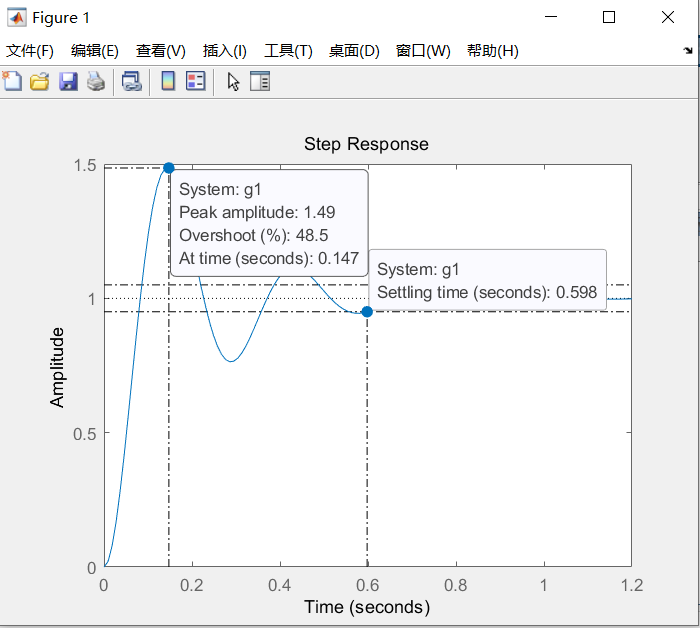 Figure 1
文件(F) 编辑(E) 查看(V) 插入(I) 工具(T) 桌面(D) 窗口(W) 帮助(H)
Step Response
1.5
System: g1
Peak amplitude: 1.49
Overshoot (%): 48.5
At time (seconds): 0.147
System: g1
Settling time (seconds): 0.598
1
Amplitude
0.5
0
0 0.2 0.4 0.6 0.8 1 1.2
Time (seconds)